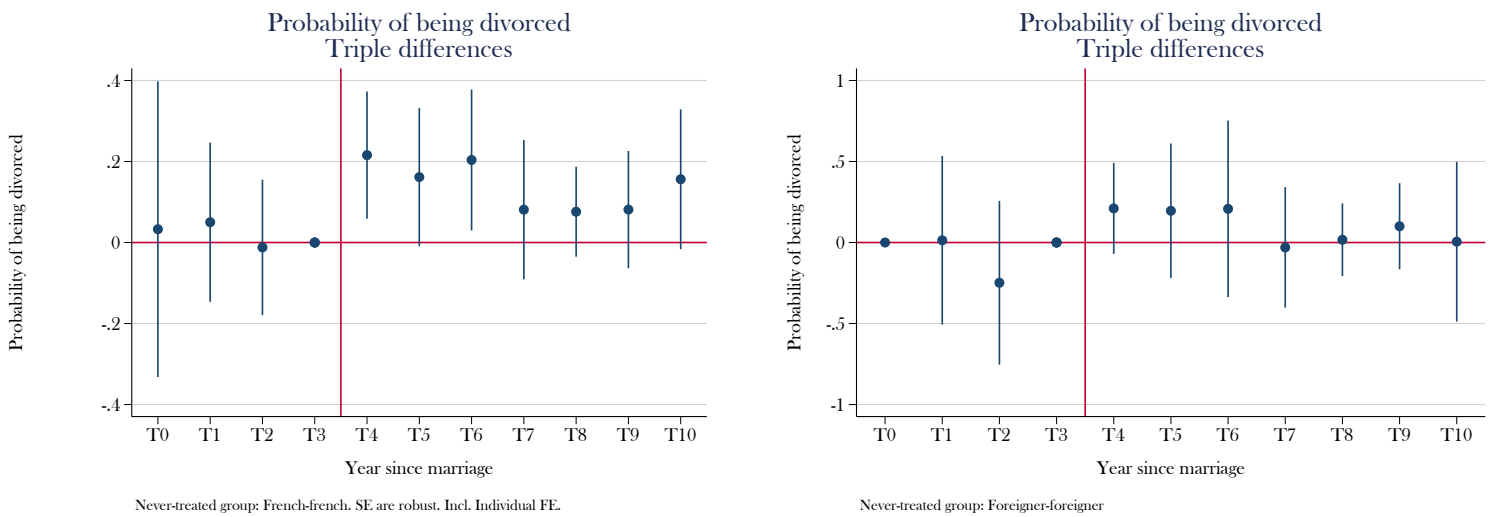 Probability of being divorced
Triple differences
Probability of being divorced
.4
.2
0
-.2
-.4
T0 T1 T2 T3 T4 T5 T6 T7 T8 T9 T10
Year since marriage
Never-treated group: French-french. SE are robust. Incl. Individual FE.
Probability of being divorced
Triple differences
Probability of being divorced
1
.5
0
-.5
-1
T0 T1 T2 T3 T4 T5 T6 T7 T8 T9 T10
Year since marriage
Never-treated group: Foreigner-foreigner